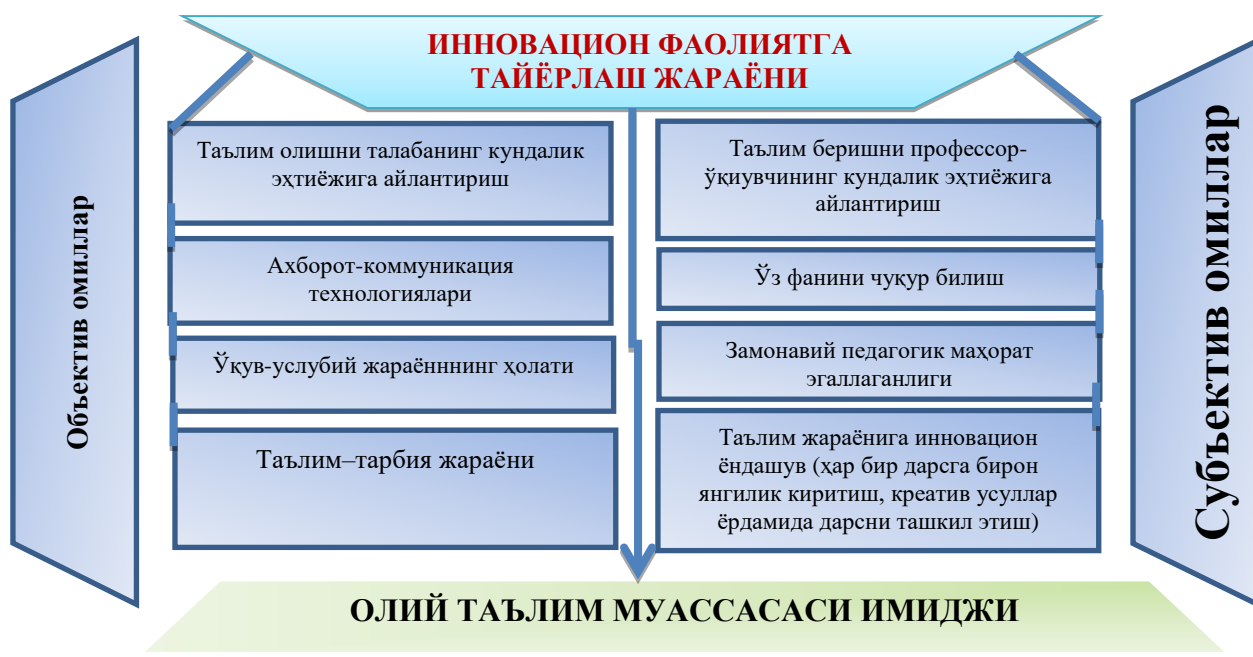 ИННОВАЦИОН ФАОЛИЯТГА
ТАЙЁРЛАШ ЖАРАЁНИ
Объектив омиллар
Таълим олишни талабанинг кундалик
эҳтиёжига айлантириш
Ахборот-коммуникация
технологиялари
Ўқув-услубий жараённнинг ҳолати
Таълим–тарбия жараёни
Таълим беришни профессор-
ўқиувчининг кундалик эҳтиёжига
айлантириш
Ўз фанини чуқур билиш
Замонавий педагогик маҳорат
эгаллаганлиги
Таълим жараёнига инновацион
ёндашув (ҳар бир дарсга бирон
янгилик киритиш, креатив усуллар
ёрдамида дарсни ташкил этиш)
Субъектив омиллар
ОЛИЙ ТАЪЛИМ МУАССАСАСИ ИМИДЖИ